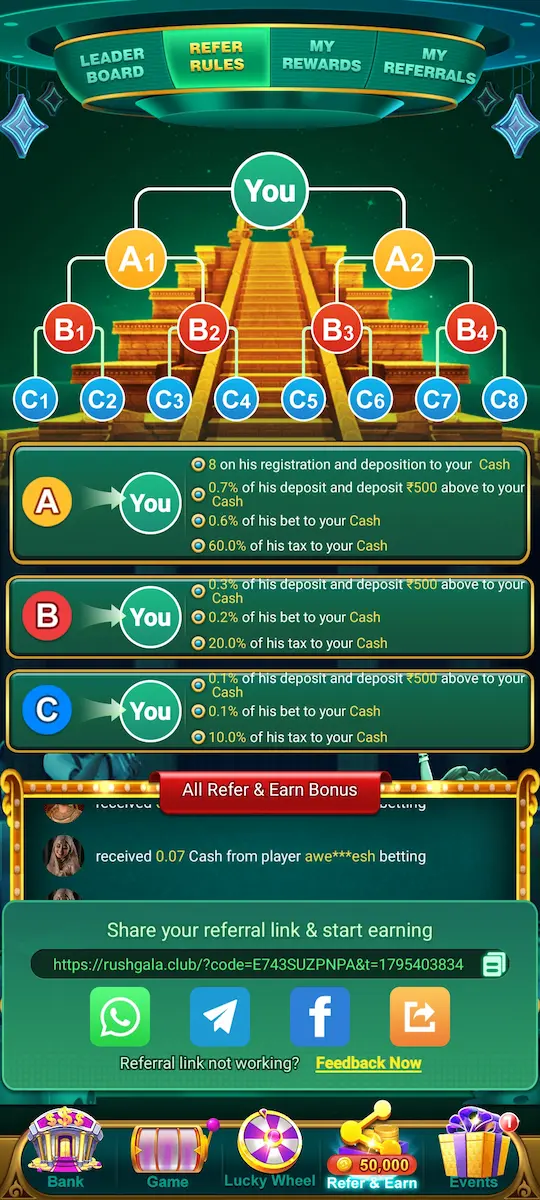 LEADER BOARD
REFER RULES
MY REWARDS
MY REFERRALS
You
A1
A2
B1
B2
B3
B4
C1
C2
C3
C4
C5
C6
C7
C8
A
You
8 on his registration and deposition to your Cash
0.7% of his deposit and deposit ₹500 above to your
Cash
0.6% of his bet to your Cash
60.0% of his tax to your Cash
B
You
0.3% of his deposit and deposit ₹500 above to your
Cash
0.2% of his bet to your Cash
20.0% of his tax to your Cash
C
You
0.1% of his deposit and deposit ₹500 above to your
Cash
0.1% of his bet to your Cash
10.0% of his tax to your Cash
All Refer & Earn Bonus
received betting
received 0.07 Cash from player awe***esh betting
Share your referral link & start earning
https://rushgala.club/?code=E743SUZPNPA&t=1795403834
Referral link not working? Feedback Now
$$$
50,000
1
Bank
Game
Lucky Wheel
Refer & Earn
Events